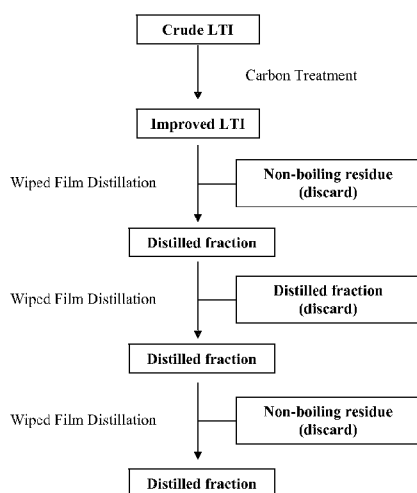 Crude LTI
Carbon Treatment
Improved LTI
Wiped Film Distillation
Non-boiling residue
(discard)
Distilled fraction
Wiped Film Distillation
Distilled fraction
(discard)
Distilled fraction
Wiped Film Distillation
Non-boiling residue
(discard)
Distilled fraction